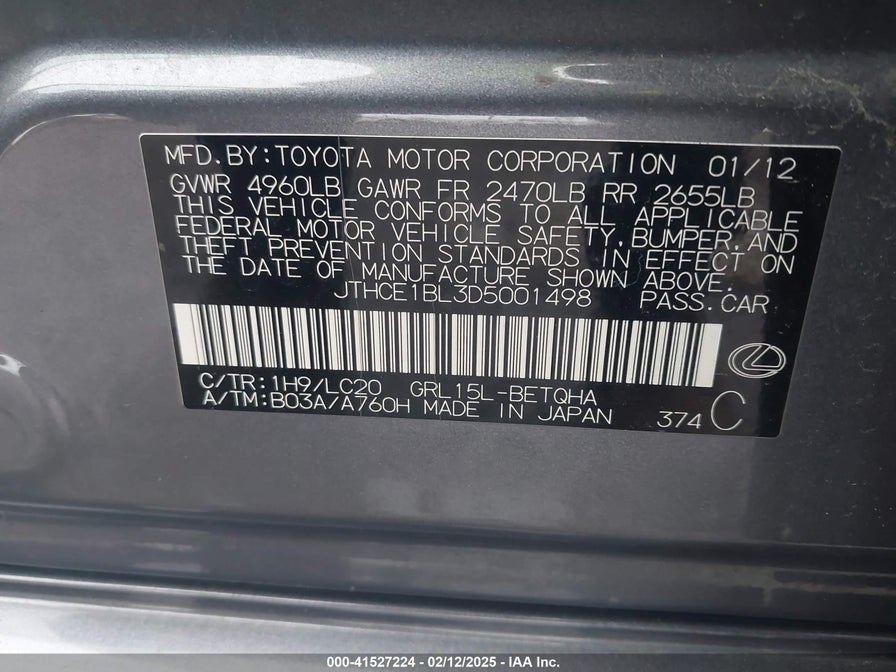 MFD.BY:TOYOTA MOTOR CORPORATION 01/12
GVWR 4960LB GAWR FR 2470LB RR 2655LB
THIS VEHICLE CONFORMS TO ALL APPLICABLE
FEDERAL MOTOR VEHICLE SAFETY,BUMPER,AND
THEFT PREVENTION STANDARDS IN EFFECT ON
THE DATE OF MANUFACTURE SHOWN ABOVE.
JTHCE1BL3D5001498 PASS.CAR
C/TR:1H9/LC20 GRL15L-BETQHA
A/TM:B03A/A760H MADE IN JAPAN 374 C
000-41527224 - 02/12/2025 - IAA Inc.